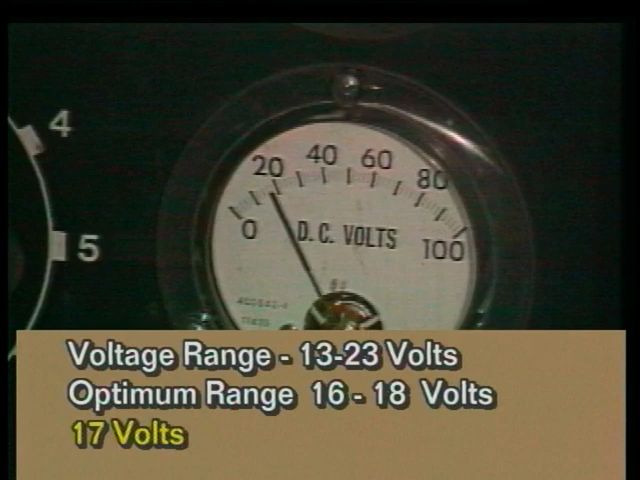 4
5
20 40 60 80
0 100
D.C. VOLTS
Voltage Range - 13-23 Volts
Optimum Range 16 - 18 Volts
17 Volts